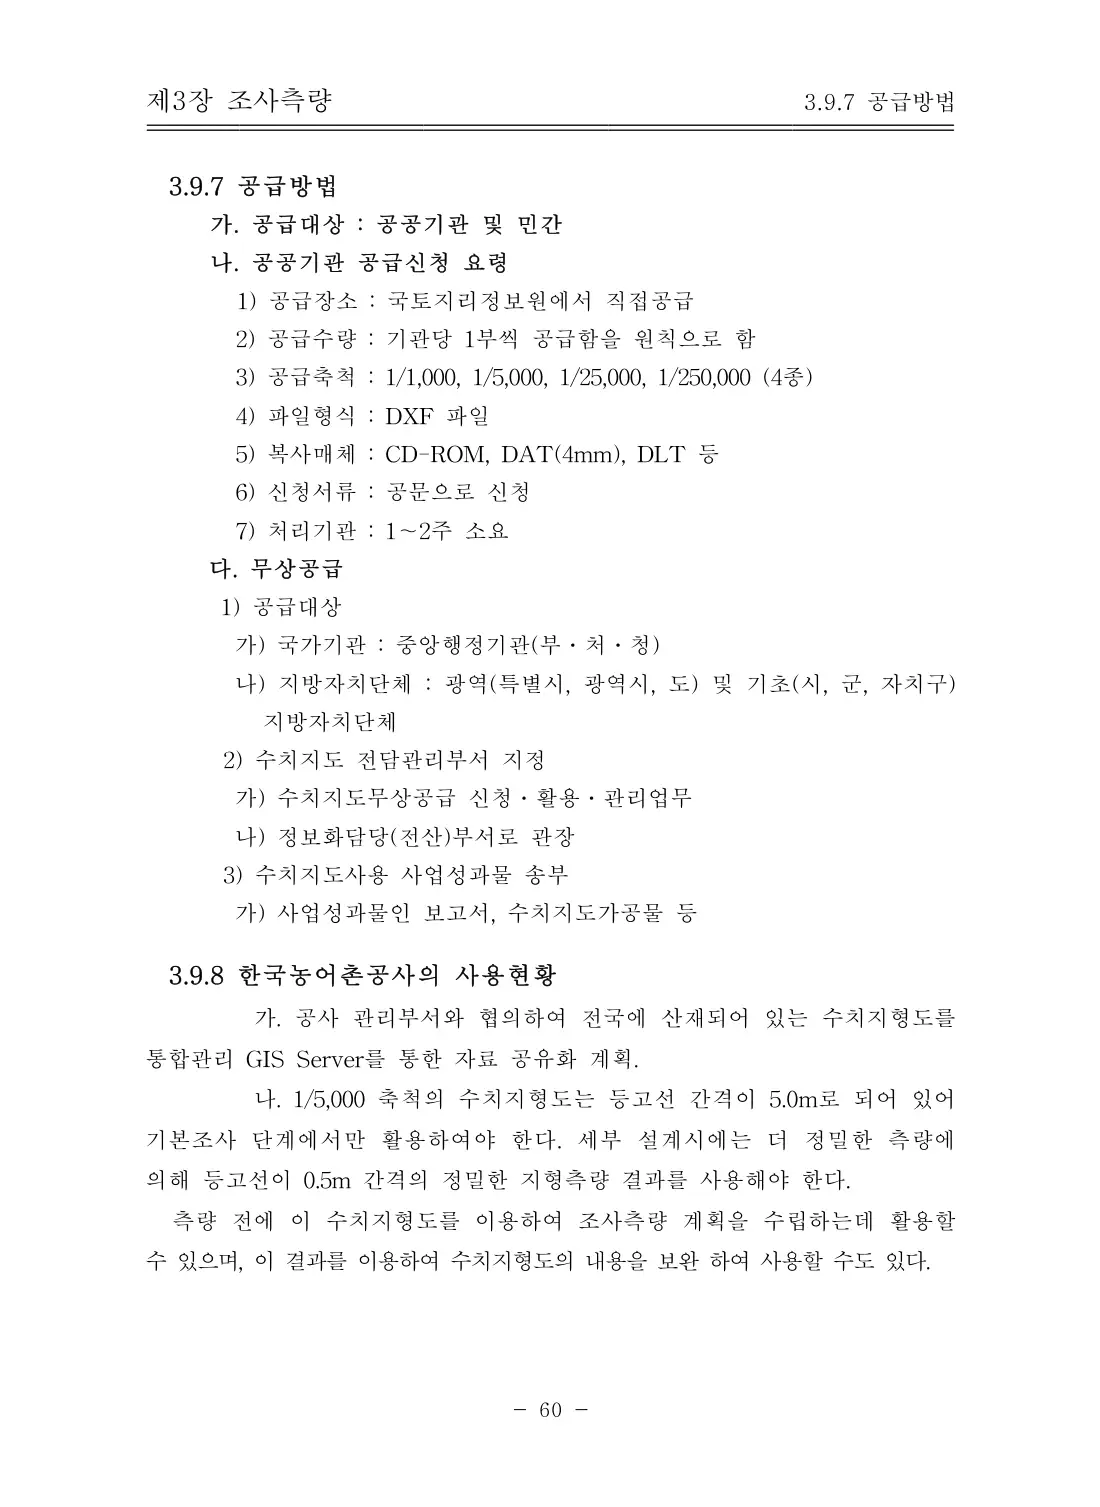 제3장 조사측량
3.9.7 공급방법
3.9.7 공급방법
가. 공급대상 : 공공기관 및 민간
나. 공공기관 공급신청 요령
1) 공급장소 : 국토지리정보원에서 직접공급
2) 공급수량 : 기관당 1부씩 공급함을 원칙으로 함
3) 공급축척 : 1/1,000, 1/5,000, 1/25,000, 1/250,000 (4종)
4) 파일형식 : DXF 파일
5) 복사매체 : CD-ROM, DAT(4mm), DLT 등
6) 신청서류 : 공문으로 신청
7) 처리기관 : 1～2주 소요
다. 무상공급
1) 공급대상
가) 국가기관 : 중앙행정기관(부·처·청)
나) 지방자치단체 : 광역(특별시, 광역시, 도) 및 기초(시, 군, 자치구)
지방자치단체
2) 수치지도 전담관리부서 지정
가) 수치지도무상공급 신청·활용·관리업무
나) 정보화담당(전산)부서로 관장
3) 수치지도사용 사업성과물 송부
가) 사업성과물인 보고서, 수치지도가공물 등
3.9.8 한국농어촌공사의 사용현황
가. 공사 관리부서와 협의하여 전국에 산재되어 있는 수치지형도를
통합관리 GIS Server를 통한 자료 공유화 계획.
나. 1/5,000 축척의 수치지형도는 등고선 간격이 5.0m로 되어 있어
기본조사 단계에서만 활용하여야 한다. 세부 설계시에는 더 정밀한 측량에
의해 등고선이 0.5m 간격의 정밀한 지형측량 결과를 사용해야 한다.
측량 전에 이 수치지형도를 이용하여 조사측량 계획을 수립하는데 활용할
수 있으며, 이 결과를 이용하여 수치지형도의 내용을 보완 하여 사용할 수도 있다.
- 60 -